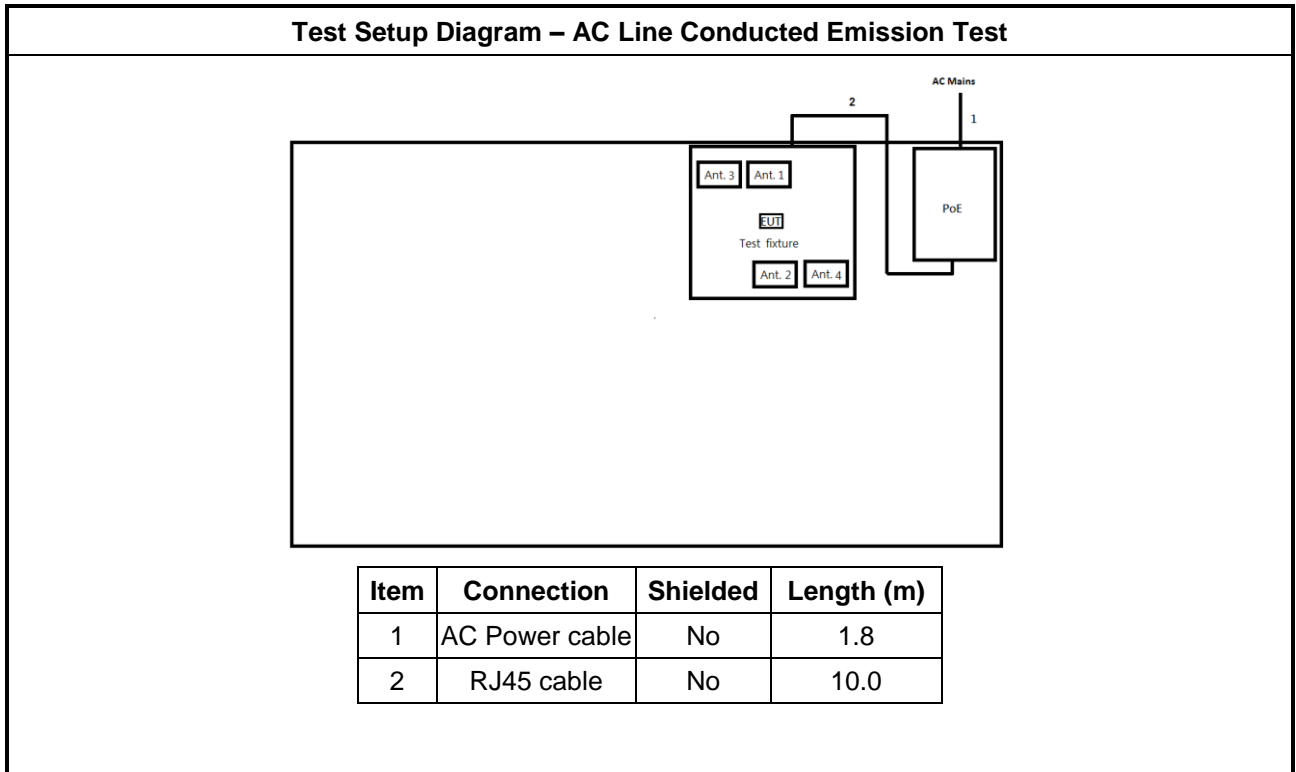 Test Setup Diagram – AC Line Conducted Emission Test
AC Mains
2
1
Ant. 3 Ant. 1
PoE
EUT
Test fixture
Ant. 2 Ant. 4
Item Connection Shielded Length (m)
1 AC Power cable No 1.8
2 RJ45 cable No 10.0